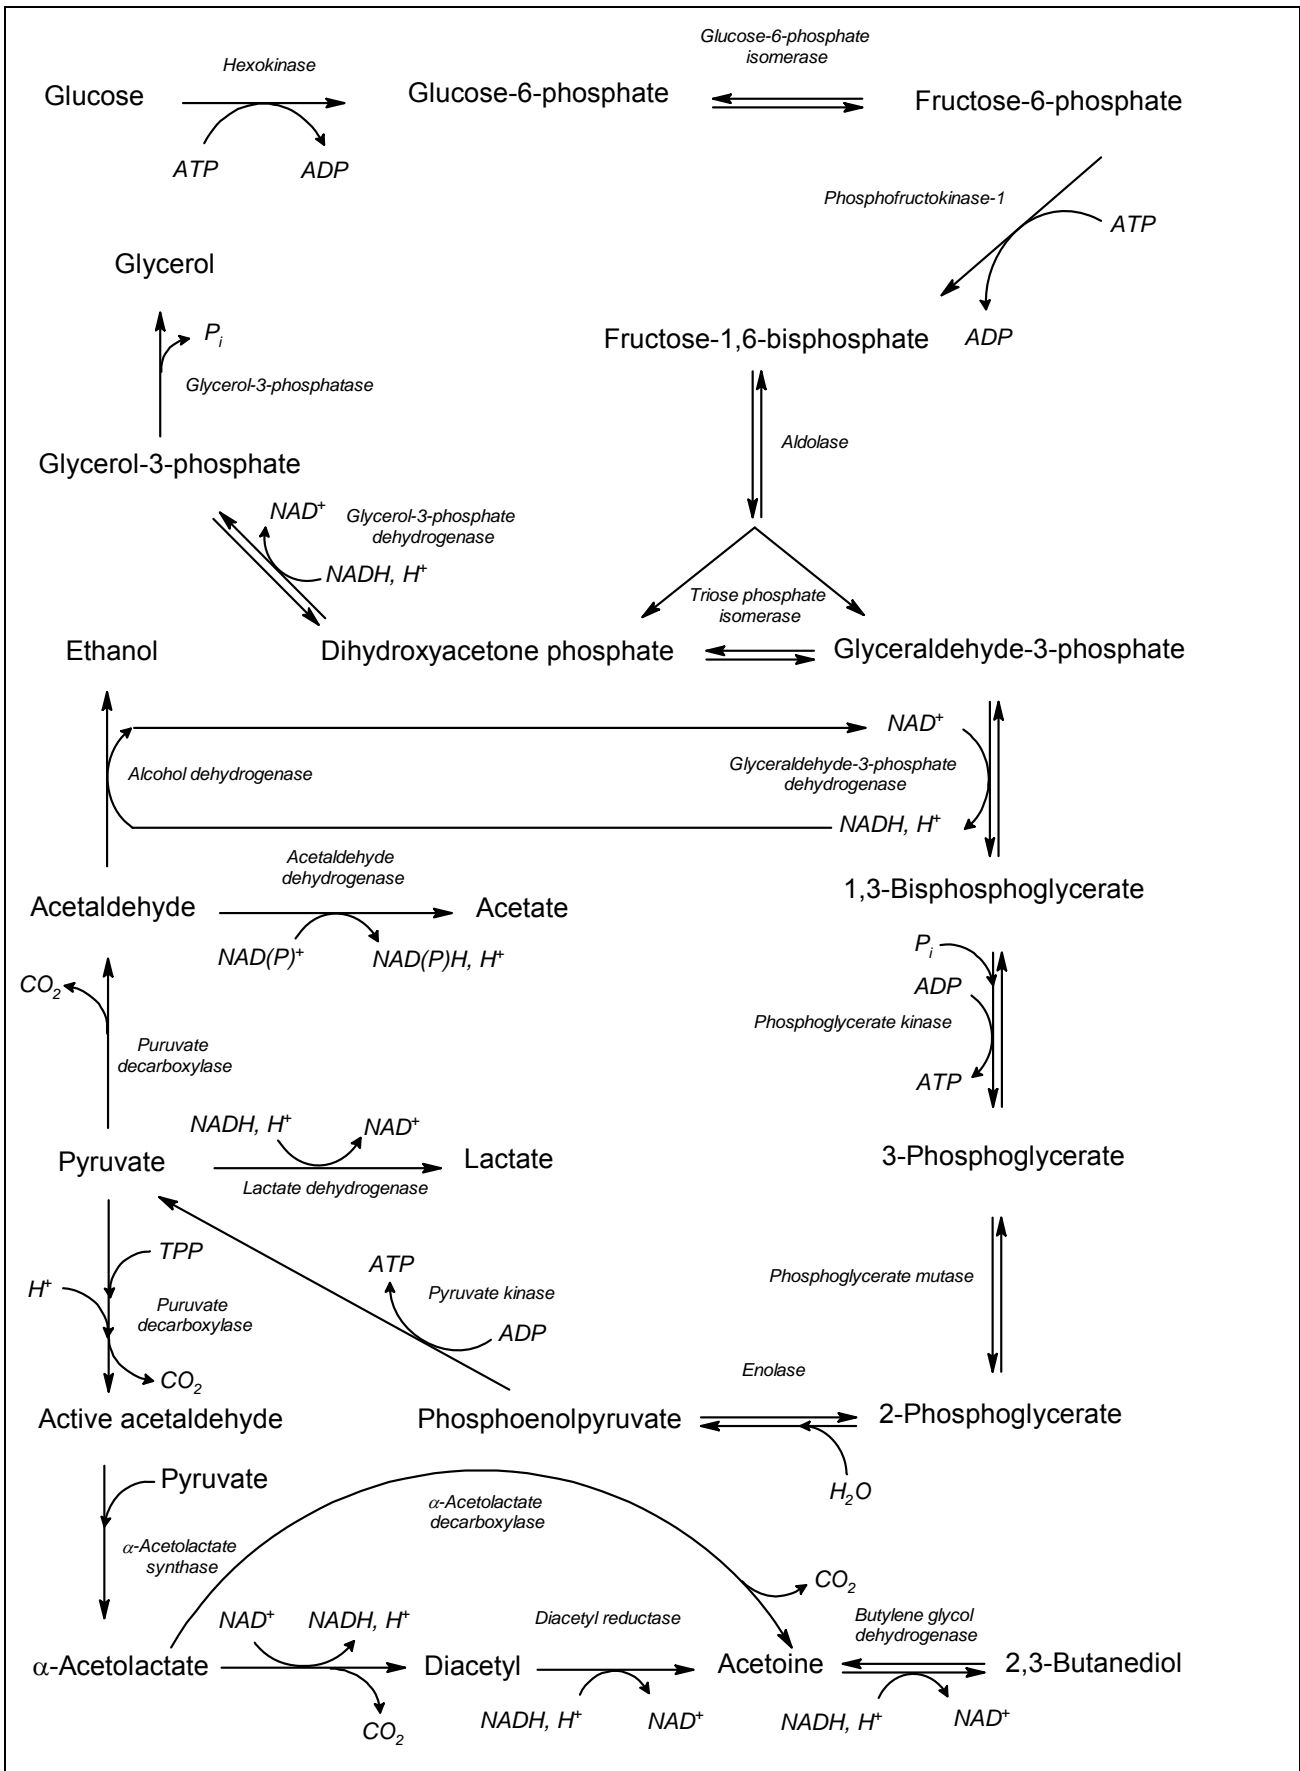 Glucose-6-phosphate
isomerase
Hexokinase
Glucose
Glucose-6-phosphate
Fructose-6-phosphate
ATP
ADP
Phosphofructokinase-1
ATP
Glycerol
P_i
Fructose-1,6-bisphosphate
ADP
Glycerol-3-phosphatase
Aldolase
Glycerol-3-phosphate
NAD⁺
Glycerol-3-phosphate
dehydrogenase
NADH, H⁺
Triose phosphate
isomerase
Ethanol
Dihydroxyacetone phosphate
Glyceraldehyde-3-phosphate
NAD⁺
Alcohol dehydrogenase
Glyceraldehyde-3-phosphate
dehydrogenase
NADH, H⁺
Acetaldehyde
dehydrogenase
1,3-Bisphosphoglycerate
Acetaldehyde
Acetate
NAD(P)⁺
NAD(P)H, H⁺
P_i
CO₂
ADP
Phosphoglycerate kinase
Puruvate
decarboxylase
ATP
NADH, H⁺
NAD⁺
Pyruvate
Lactate
3-Phosphoglycerate
Lactate dehydrogenase
TPP
ATP
Phosphoglycerate mutase
H⁺
Pyruvate kinase
Puruvate
decarboxylase
ADP
CO₂
Enolase
Active acetaldehyde
Phosphoenolpyruvate
2-Phosphoglycerate
Pyruvate
H₂O
α-Acetolactate
decarboxylase
α-Acetolactate
synthase
CO₂
NAD⁺
NADH, H⁺
Diacetyl reductase
Butylene glycol
dehydrogenase
α-Acetolactate
Diacetyl
Acetoine
2,3-Butanediol
CO₂
NADH, H⁺
NAD⁺
NADH, H⁺
NAD⁺